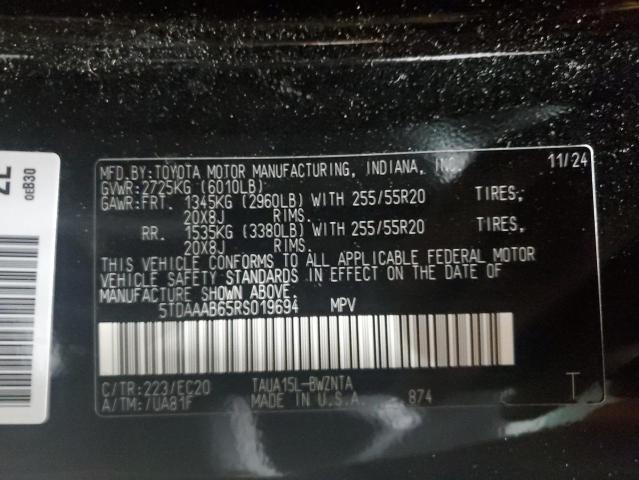 MFD.BY:TOYOTA MOTOR MANUFACTURING, INDIANA, INC. 11/24
GVWR:2725KG (6010LB)
GAWR:FRT. 1345KG (2960LB) WITH 255/55R20 TIRES,
20X8J RIMS.
RR. 1535KG (3380LB) WITH 255/55R20 TIRES,
20X8J RIMS.
THIS VEHICLE CONFORMS TO ALL APPLICABLE FEDERAL MOTOR
VEHICLE SAFETY STANDARDS IN EFFECT ON THE DATE OF
MANUFACTURE SHOWN ABOVE.
5TDAAAB65RS019694 MPV
C/TR:223/EC20 TAUA15L-BWZNTA
A/TM:/UA81F MADE IN U.S.A. 874 T